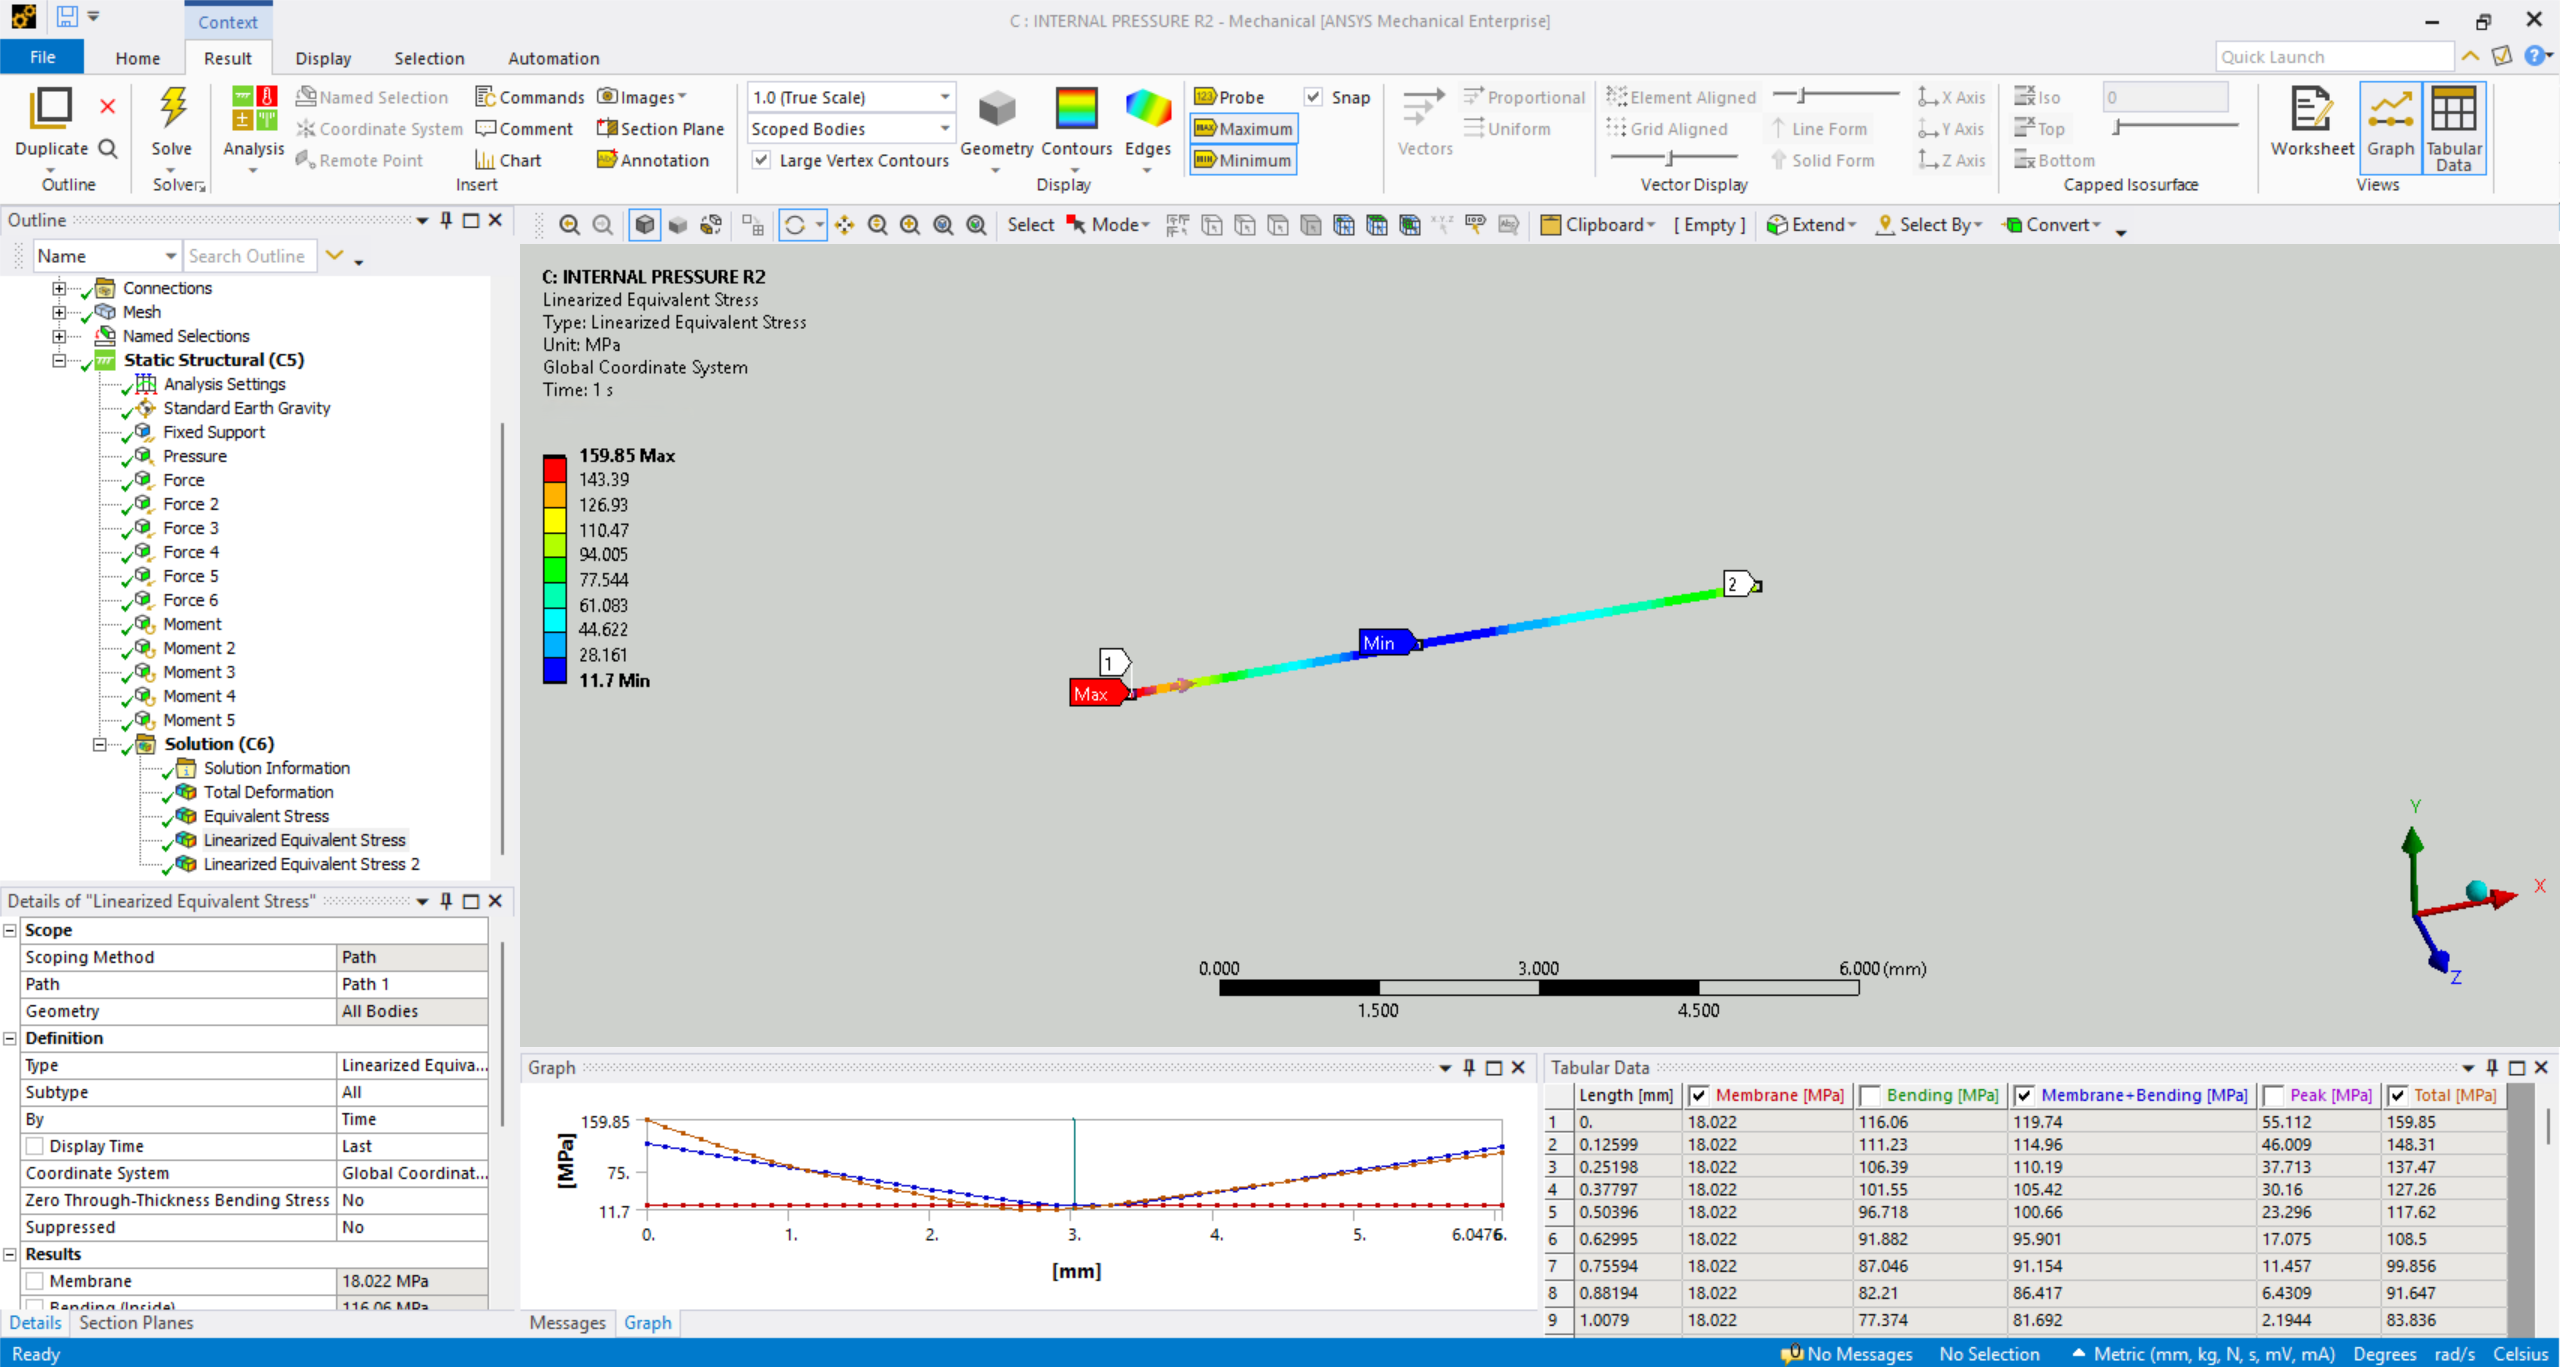 Context
C : INTERNAL PRESSURE R2 - Mechanical [ANSYS Mechanical Enterprise]
File
Home
Result
Display
Selection
Automation
Quick Launch
Duplicate
Outline
Solve
Solver
Analysis
Named Selection
Coordinate System
Remote Point
Commands
Comment
Chart
Images
Section Plane
Annotation
Insert
1.0 (True Scale)
Scoped Bodies
Large Vertex Contours
Geometry
Contours
Edges
Display
Probe
Maximum
Minimum
Snap
Vectors
Proportional
Uniform
Element Aligned
Grid Aligned
Line Form
Solid Form
X Axis
Y Axis
Z Axis
Vector Display
Iso
Top
Bottom
0
Capped Isosurface
Worksheet
Graph
Tabular Data
Views
Outline
Select
Mode
Clipboard
[ Empty ]
Extend
Select By
Convert
Name
Search Outline
Connections
Mesh
Named Selections
Static Structural (C5)
Analysis Settings
Standard Earth Gravity
Fixed Support
Pressure
Force
Force 2
Force 3
Force 4
Force 5
Force 6
Moment
Moment 2
Moment 3
Moment 4
Moment 5
Solution (C6)
Solution Information
Total Deformation
Equivalent Stress
Linearized Equivalent Stress
Linearized Equivalent Stress 2
C: INTERNAL PRESSURE R2
Linearized Equivalent Stress
Type: Linearized Equivalent Stress
Unit: MPa
Global Coordinate System
Time: 1 s
159.85 Max
143.39
126.93
110.47
94.005
77.544
61.083
44.622
28.161
11.7 Min
1
Max
Min
2
Y
X
Z
0.000 3.000 6.000 (mm)
1.500 4.500
Details of "Linearized Equivalent Stress"
Scope
Scoping Method Path
Path Path 1
Geometry All Bodies
Definition
Type Linearized Equiva...
Subtype All
By Time
Display Time Last
Coordinate System Global Coordinat...
Zero Through-Thickness Bending Stress No
Suppressed No
Results
Membrane 18.022 MPa
Bending (Inside) 116.06 MPa
Details
Section Planes
Graph
159.85
75.
11.7
[MPa]
0. 1. 2. 3. 4. 5. 6.0476.
[mm]
Messages
Graph
Tabular Data
Length [mm] Membrane [MPa] Bending [MPa] Membrane+Bending [MPa] Peak [MPa] Total [MPa]
1 0. 18.022 116.06 119.74 55.112 159.85
2 0.12599 18.022 111.23 114.96 46.009 148.31
3 0.25198 18.022 106.39 110.19 37.713 137.47
4 0.37797 18.022 101.55 105.42 30.16 127.26
5 0.50396 18.022 96.718 100.66 23.296 117.62
6 0.62995 18.022 91.882 95.901 17.075 108.5
7 0.75594 18.022 87.046 91.154 11.457 99.856
8 0.88194 18.022 82.21 86.417 6.4309 91.647
9 1.0079 18.022 77.374 81.692 2.1944 83.836
Ready
0 No Messages
No Selection
Metric (mm, kg, N, s, mV, mA)
Degrees
rad/s
Celsius